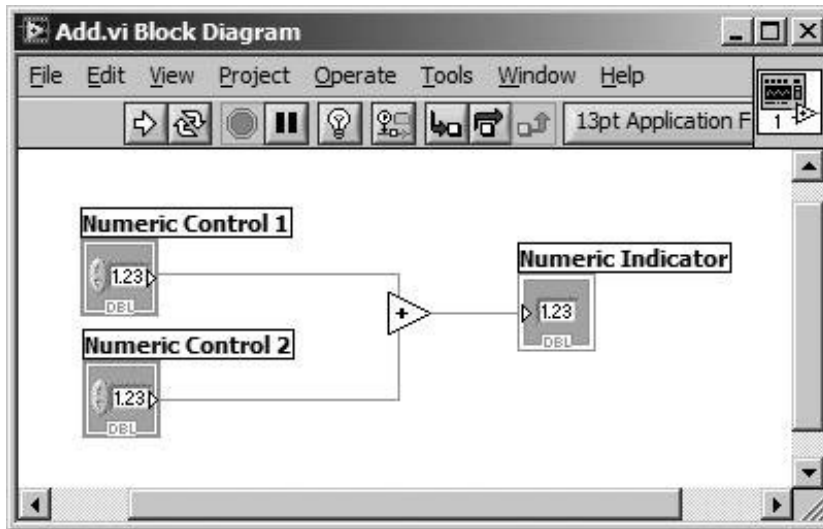 Add.vi Block Diagram
File Edit View Project Operate Tools Window Help
13pt Application F
1
Numeric Control 1
1.23
DBL
Numeric Indicator
1.23
DBL
+
Numeric Control 2
1.23
DBL